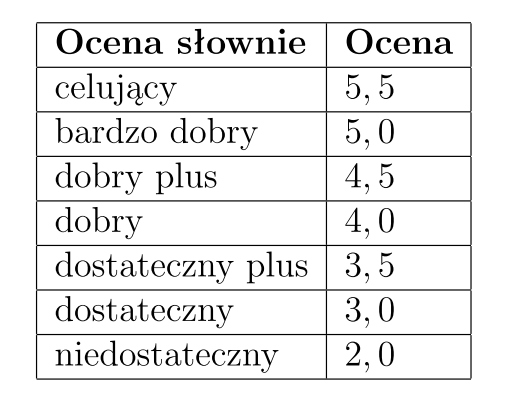 Ocena słownie Ocena
celujący 5,5
bardzo dobry 5,0
dobry plus 4,5
dobry 4,0
dostateczny plus 3,5
dostateczny 3,0
niedostateczny 2,0